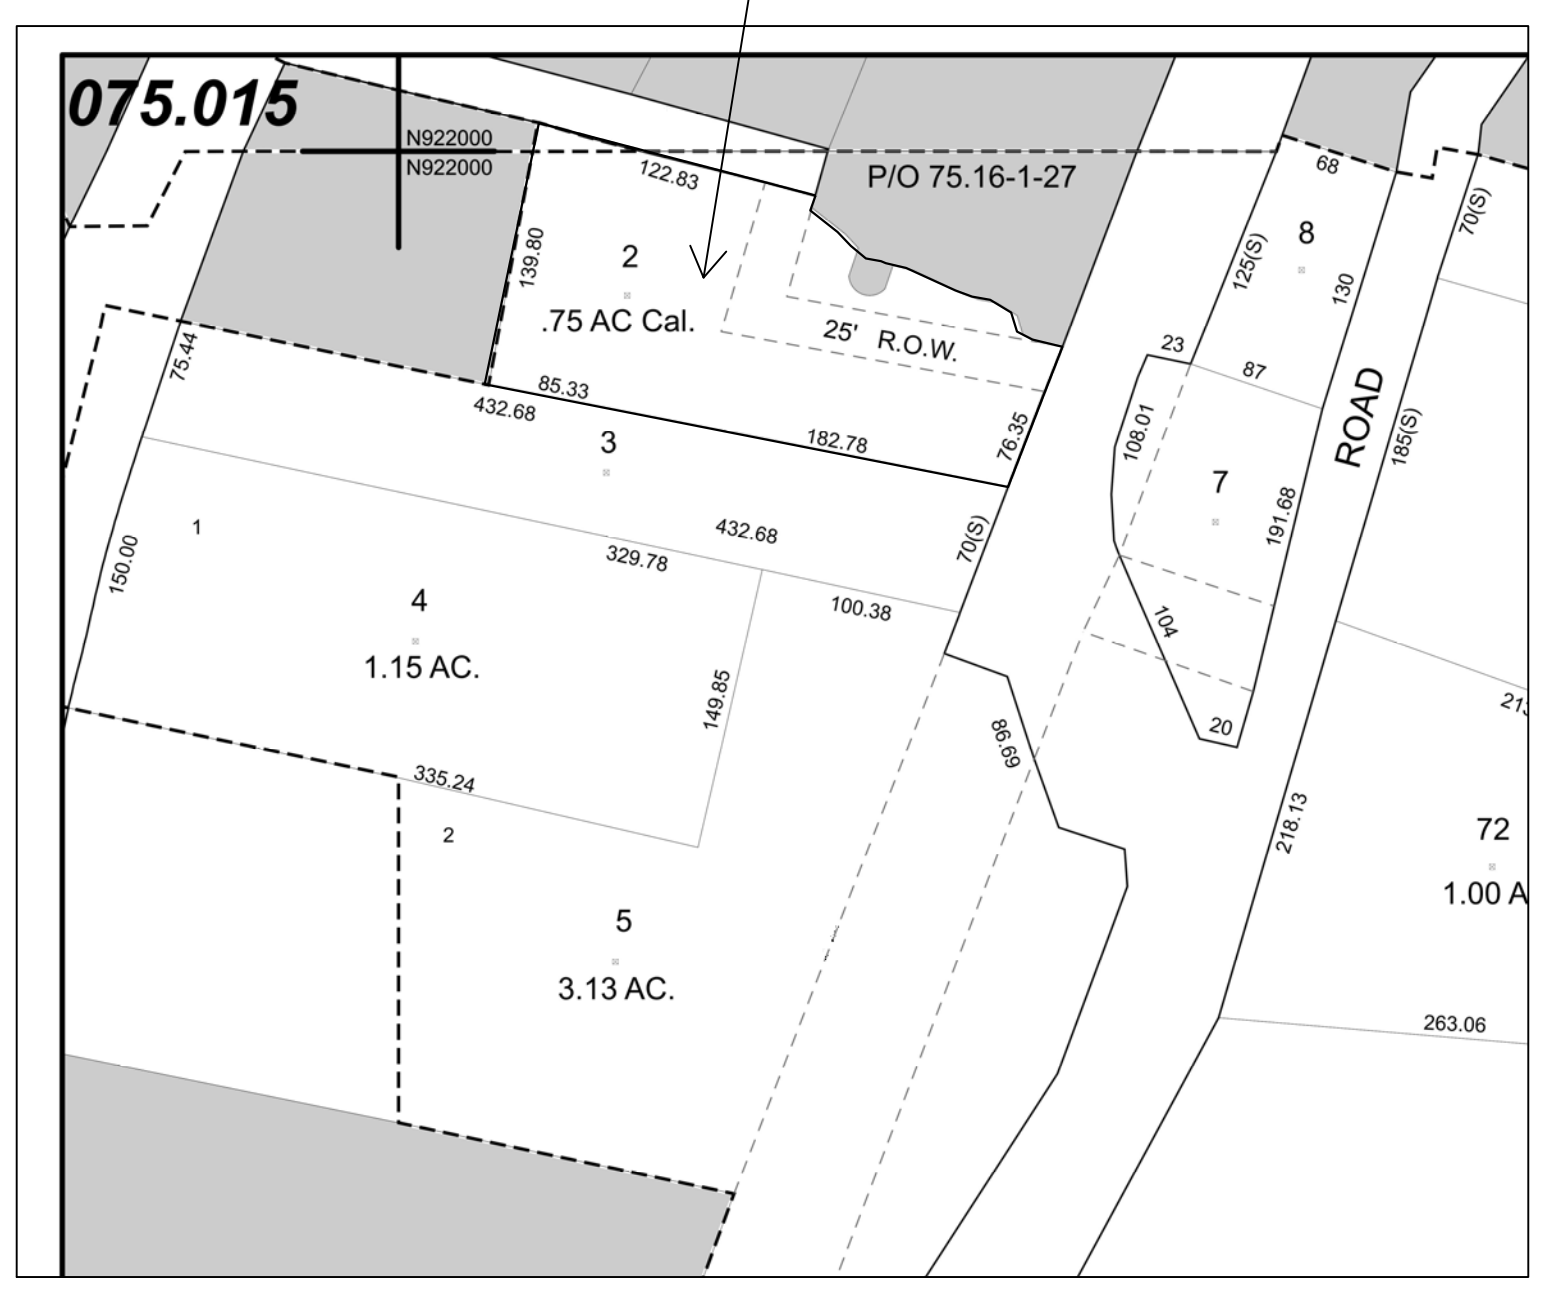 075.015
N922000
N922000
122.83
P/O 75.16-1-27
68
70(S)
139.80
2
.75 AC Cal.
125(S)
8
130
25' R.O.W.
23
87
75.44
85.33
432.68
3
182.78
76.35
108.01
7
191.68
ROAD
185(S)
1
150.00
432.68
329.78
70(S)
4
1.15 AC.
100.38
104
149.85
86.69
20
213
335.24
2
218.13
72
1.00 A
5
3.13 AC.
263.06